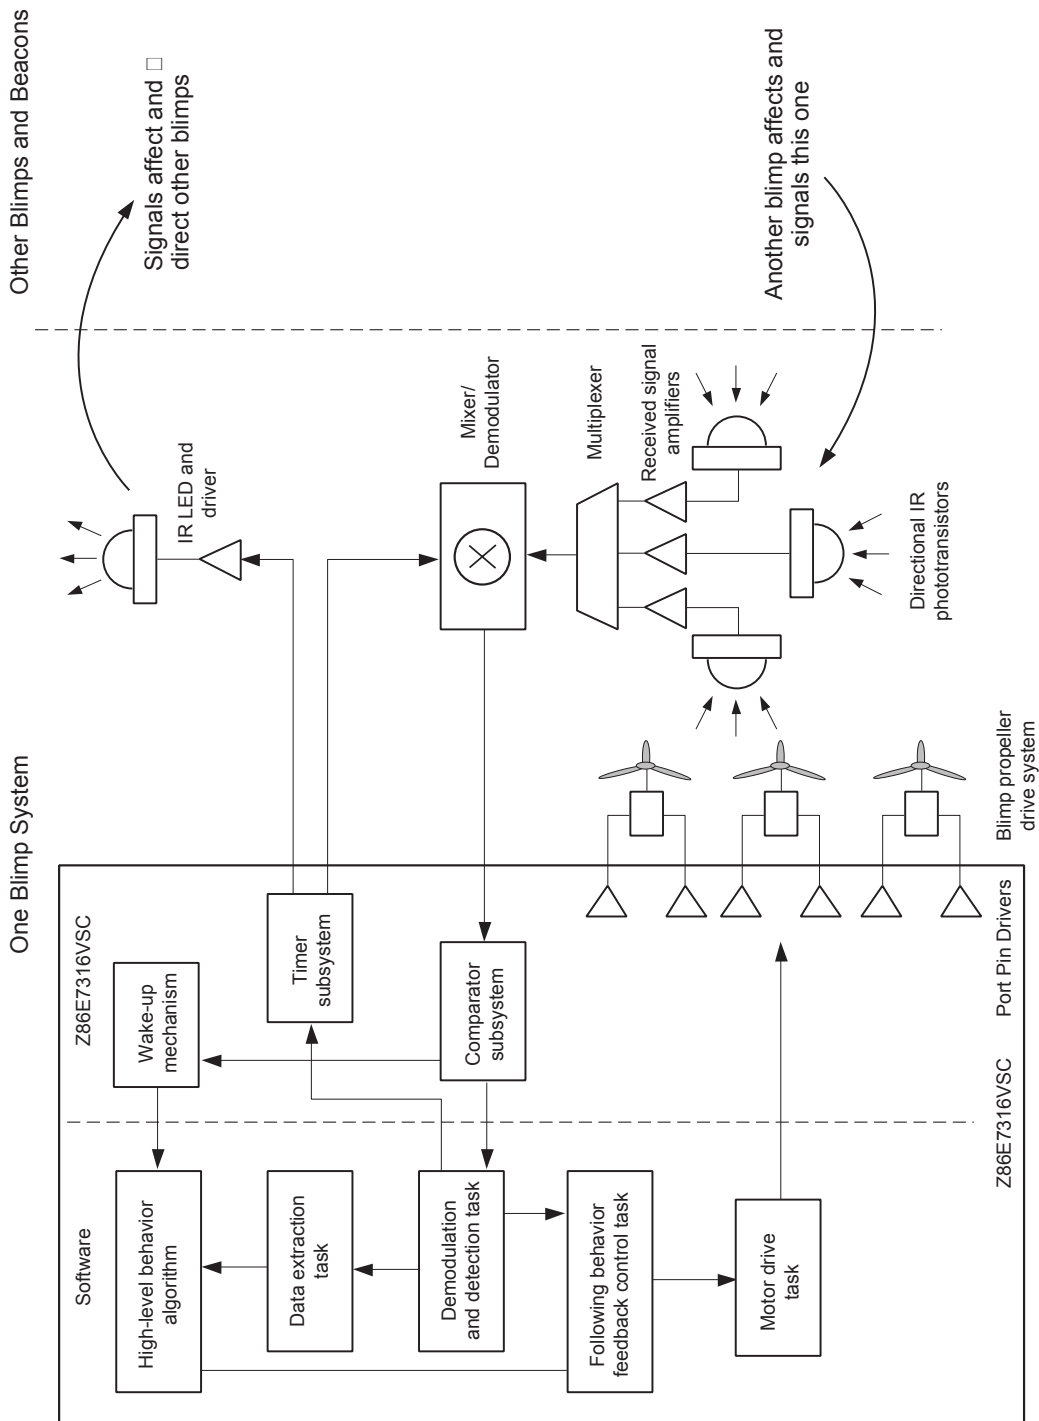 One Blimp System
Other Blimps and Beacons
Software
Z86E7316VSC
High-level behavior
algorithm
Wake-up
mechanism
IR LED and
driver
Signals affect and □
direct other blimps
Data extraction
task
Timer
subsystem
Demodulation
and detection task
Comparator
subsystem
Mixer/
Demodulator
Following behavior
feedback control task
Multiplexer
Received signal
amplifiers
Motor drive
task
Another blimp affects and
signals this one
Directional IR
phototransistors
Z86E7316VSC
Port Pin Drivers
Blimp propeller
drive system